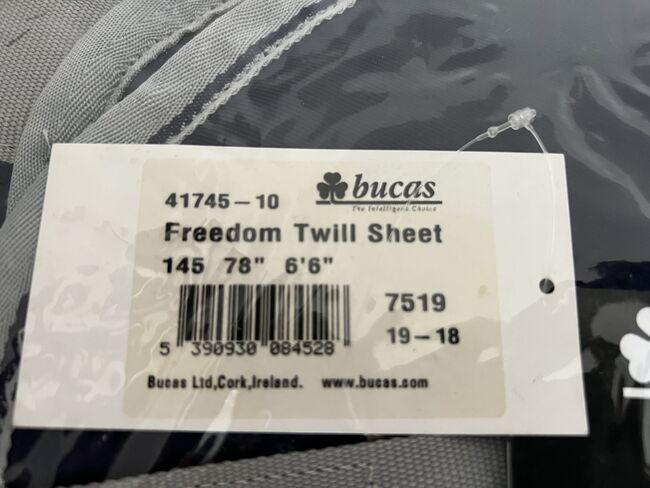 41745-10
bucas
The Intelligent Choice
Freedom Twill Sheet
145 78" 6'6"
7519
19-18
5 390930 084528
Bucas Ltd,Cork,Ireland. www.bucas.com